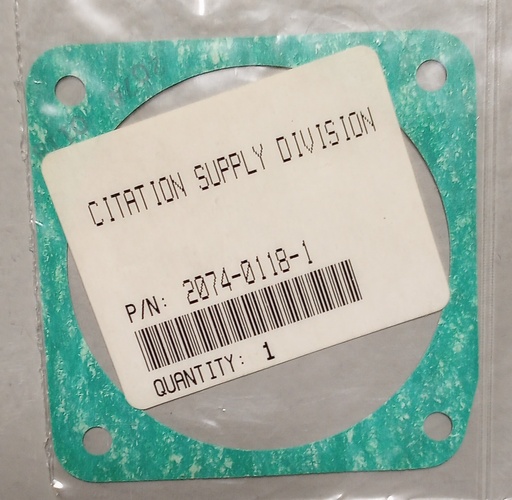 CITATION SUPPLY DIVISION
P/N: 2074-0118-1
QUANTITY: 1